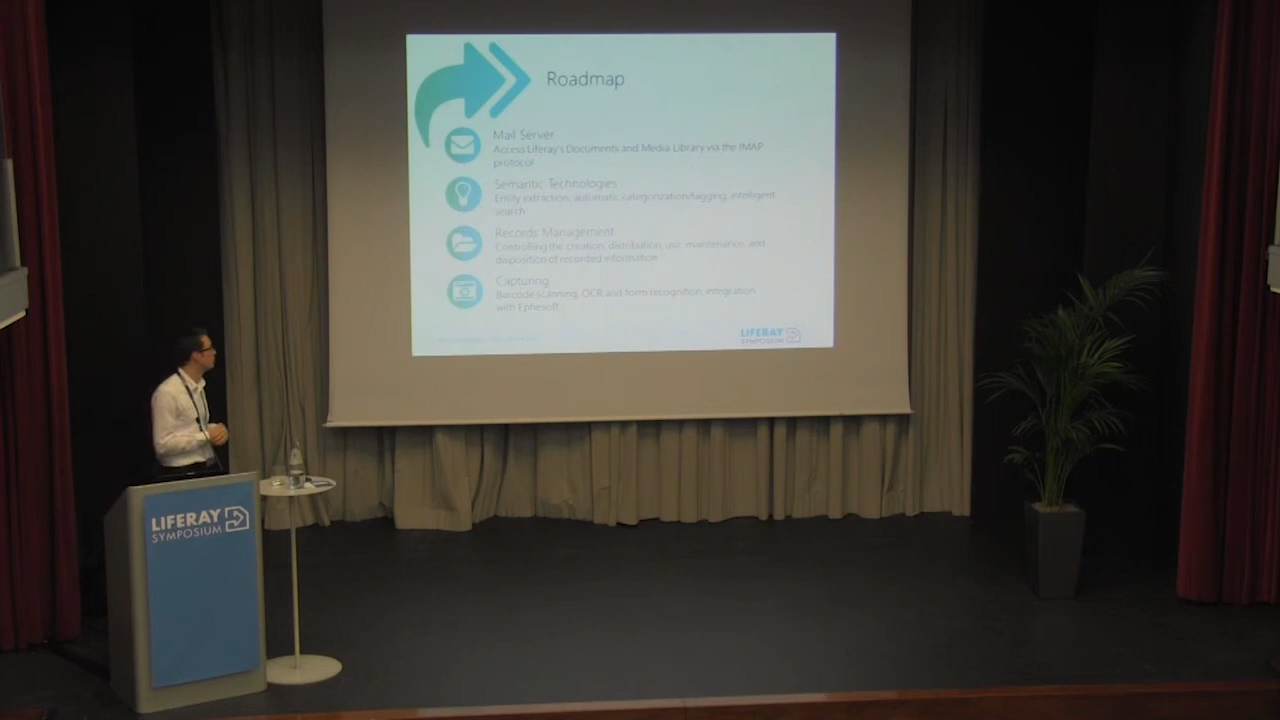 Roadmap
Mail Server
Access Liferay's Documents and Media Library via the IMAP
protocol
Semantic Technologies
Entity extraction, automatic categorization/tagging, intelligent
search
Records Management
Controlling the creation, distribution, use, maintenance, and
disposition of recorded information
Capturing
Barcode scanning, OCR and form recognition, integration
with Ephesoft
LIFERAY
SYMPOSIUM
LIFERAY
SYMPOSIUM